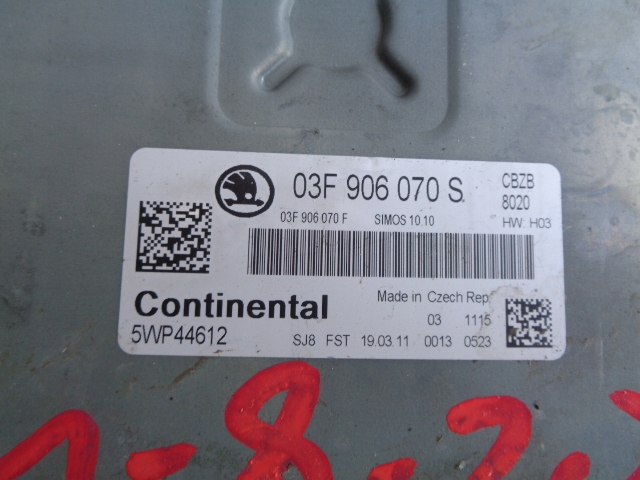 03F 906 070 S
CBZB
8020
03F 906 070 F SIMOS 10.10
HW: H03
Continental
Made in Czech Rep
03 1115
5WP44612
SJ8 FST 19.03.11 0013 0523